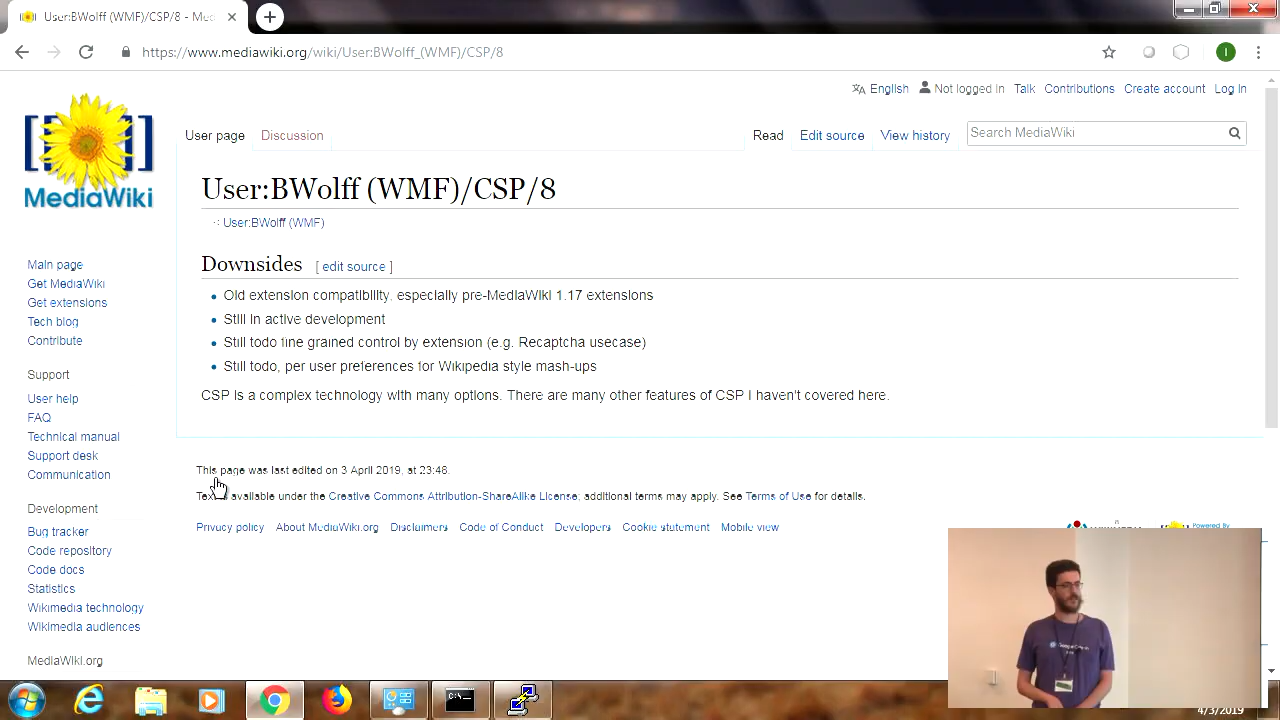 User:BWolff (WMF)/CSP/8 - Me
https://www.mediawiki.org/wiki/User:BWolff_(WMF)/CSP/8
I
English Not logged in Talk Contributions Create account Log in
User page Discussion Read Edit source View history Search MediaWiki
MEDIAWIKI
User:BWolff (WMF)/CSP/8
User:BWolff (WMF)
Main page
Get MediaWiki
Get extensions
Tech blog
Contribute
Support
User help
FAQ
Technical manual
Support desk
Communication
Development
Bug tracker
Code repository
Code docs
Statistics
Wikimedia technology
Wikimedia audiences
MediaWiki.org
Downsides [ edit source ]
Old extension compatibility, especially pre-MediaWiki 1.17 extensions
Still in active development
Still todo fine grained control by extension (e.g. Recaptcha usecase)
Still todo, per user preferences for Wikipedia style mash-ups
CSP is a complex technology with many options. There are many other features of CSP I haven't covered here.
This page was last edited on 3 April 2019, at 23:46.
Text is available under the Creative Commons Attribution-ShareAlike License; additional terms may apply. See Terms of Use for details.
Privacy policy About MediaWiki.org Disclaimers Code of Conduct Developers Cookie statement Mobile view
Powered By
4/3/2019